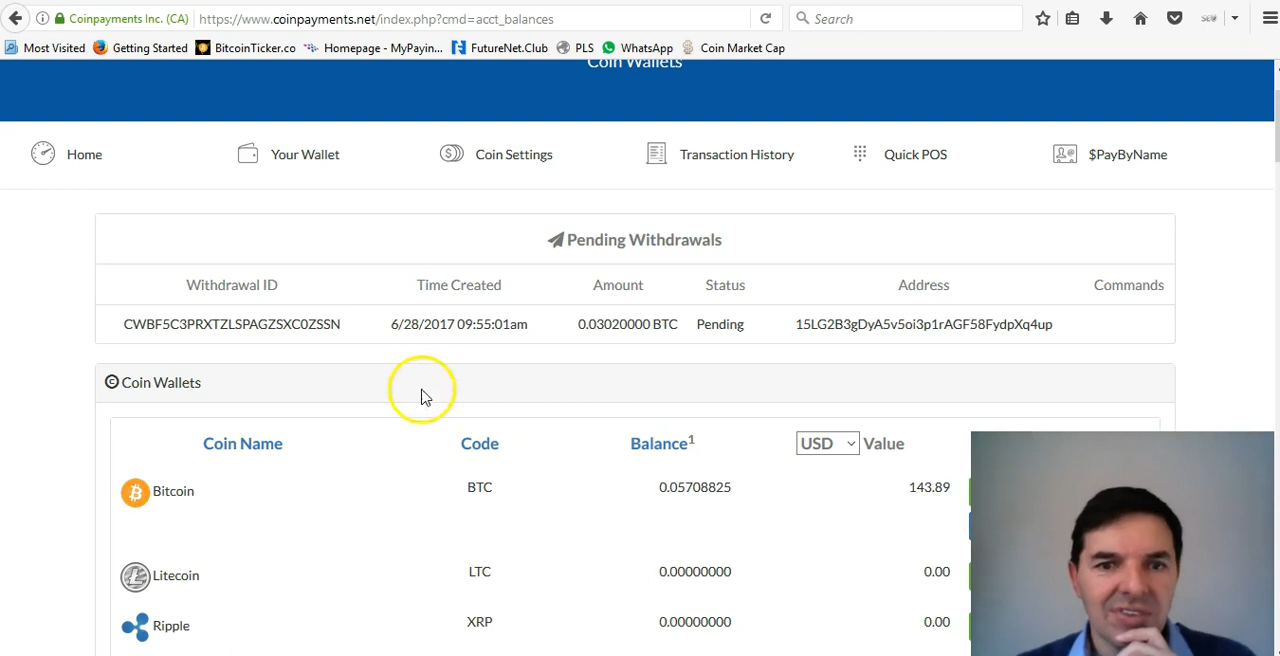 Coinpayments Inc. (CA) https://www.coinpayments.net/index.php?cmd=acct_balances Search
Most Visited Getting Started BitcoinTicker.co Homepage - MyPayin... FutureNet.Club PLS WhatsApp Coin Market Cap
Coin Wallets
Home Your Wallet Coin Settings Transaction History Quick POS $PayByName
Pending Withdrawals
Withdrawal ID Time Created Amount Status Address Commands
CWBF5C3PRXTZLSPAGZSXC0ZSSN 6/28/2017 09:55:01am 0.03020000 BTC Pending 15LG2B3gDyA5v5oi3p1rAGF58FydpXq4up
Coin Wallets
Coin Name Code Balance1 USD Value
Bitcoin BTC 0.05708825 143.89
Litecoin LTC 0.00000000 0.00
Ripple XRP 0.00000000 0.00